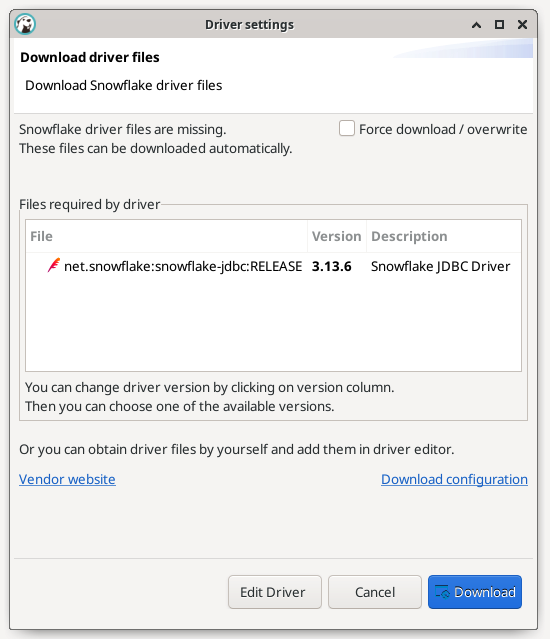 Driver settings
Download driver files
Download Snowflake driver files
Snowflake driver files are missing.
Force download / overwrite
These files can be downloaded automatically.
Files required by driver
File Version Description
net.snowflake:snowflake-jdbc:RELEASE 3.13.6 Snowflake JDBC Driver
You can change driver version by clicking on version column.
Then you can choose one of the available versions.
Or you can obtain driver files by yourself and add them in driver editor.
Vendor website Download configuration
Edit Driver Cancel Download